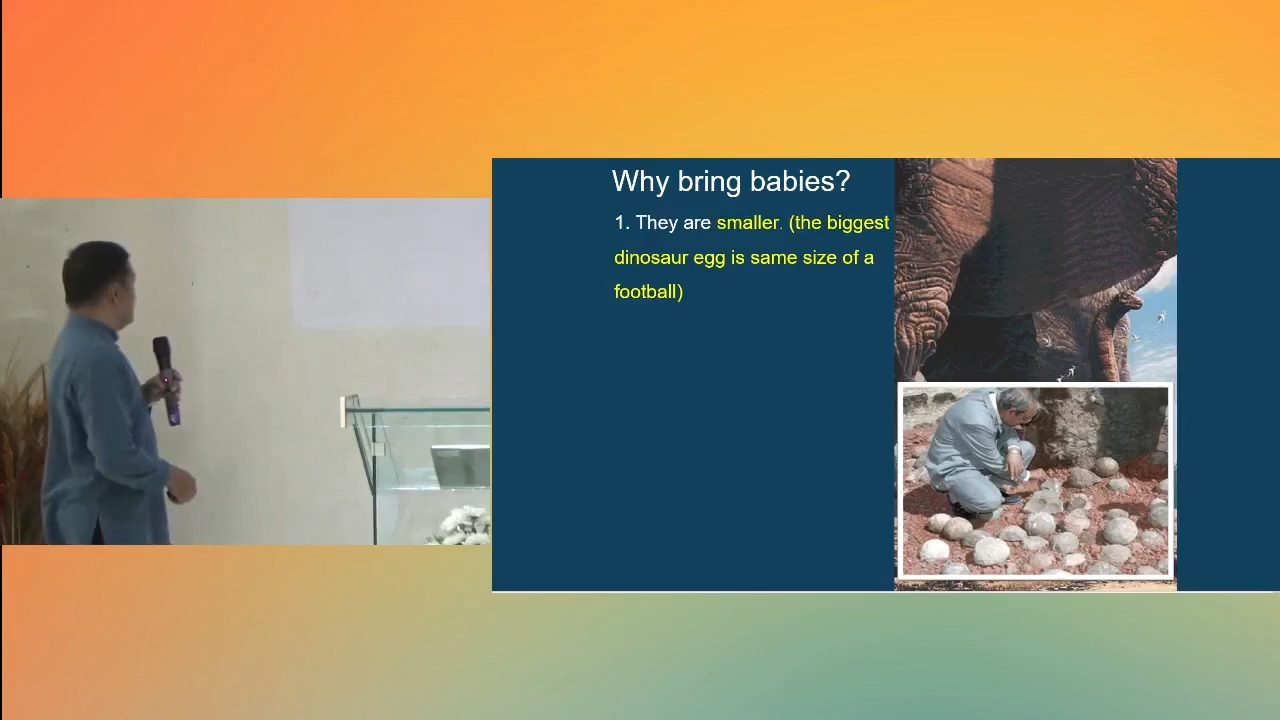 Why bring babies?
1. They are smaller. (the biggest
dinosaur egg is same size of a
football)